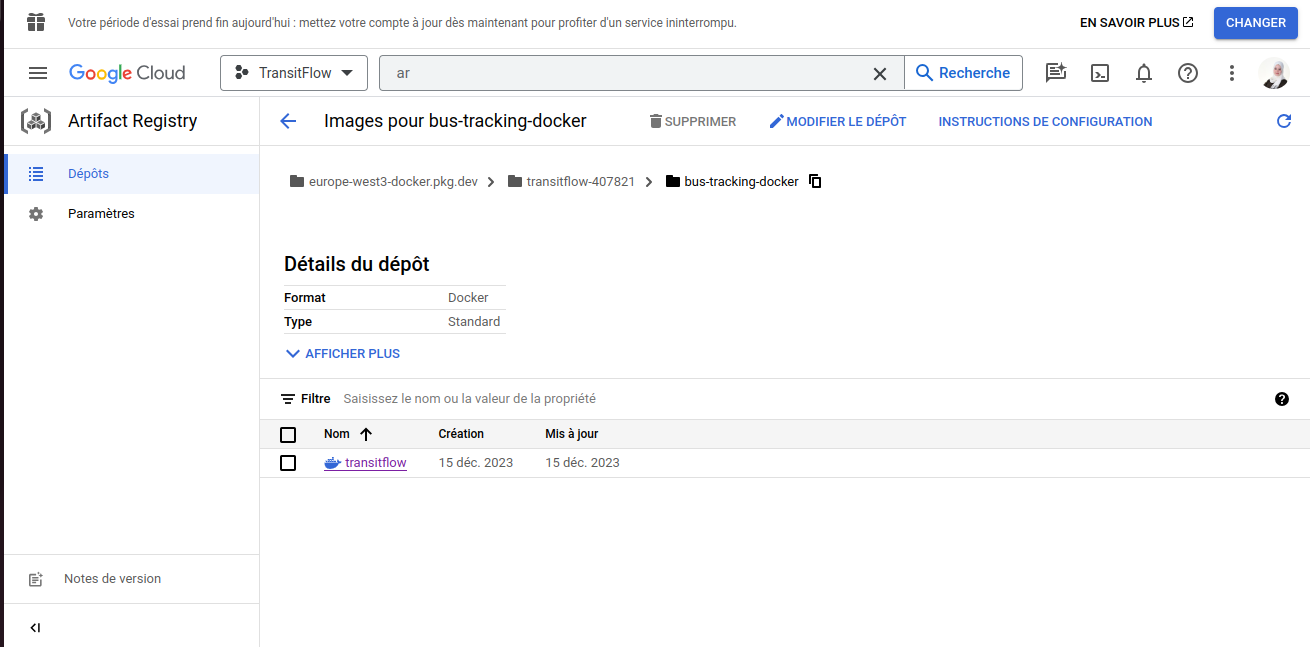 Votre période d'essai prend fin aujourd'hui : mettez votre compte à jour dès maintenant pour profiter d'un service ininterrompu.
EN SAVOIR PLUS
CHANGER
Google Cloud
TransitFlow
ar
Recherche
Artifact Registry
Images pour bus-tracking-docker
SUPPRIMER
MODIFIER LE DÉPÔT
INSTRUCTIONS DE CONFIGURATION
Dépôts
Paramètres
europe-west3-docker.pkg.dev
transitflow-407821
bus-tracking-docker
Détails du dépôt
Format Docker
Type Standard
AFFICHER PLUS
Filtre Saisissez le nom ou la valeur de la propriété
Nom Création Mis à jour
transitflow 15 déc. 2023 15 déc. 2023
Notes de version